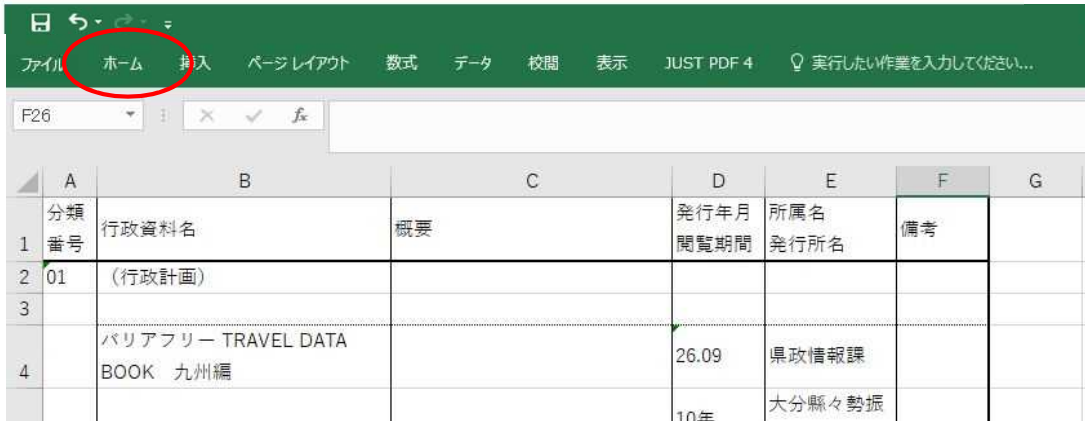 ファイル ホーム 挿入 ページ レイアウト 数式 データ 校閲 表示 JUST PDF 4 実行したい作業を入力してください...
F26 fx
A B C D E F G
分類 発行年月 所属名
1 番号 行政資料名 概要 閲覧期間 発行所名 備考
2 01 （行政計画）
3
バリアフリー TRAVEL DATA
26.09 県政情報課
4 BOOK　九州編
大分縣々勢振
10年